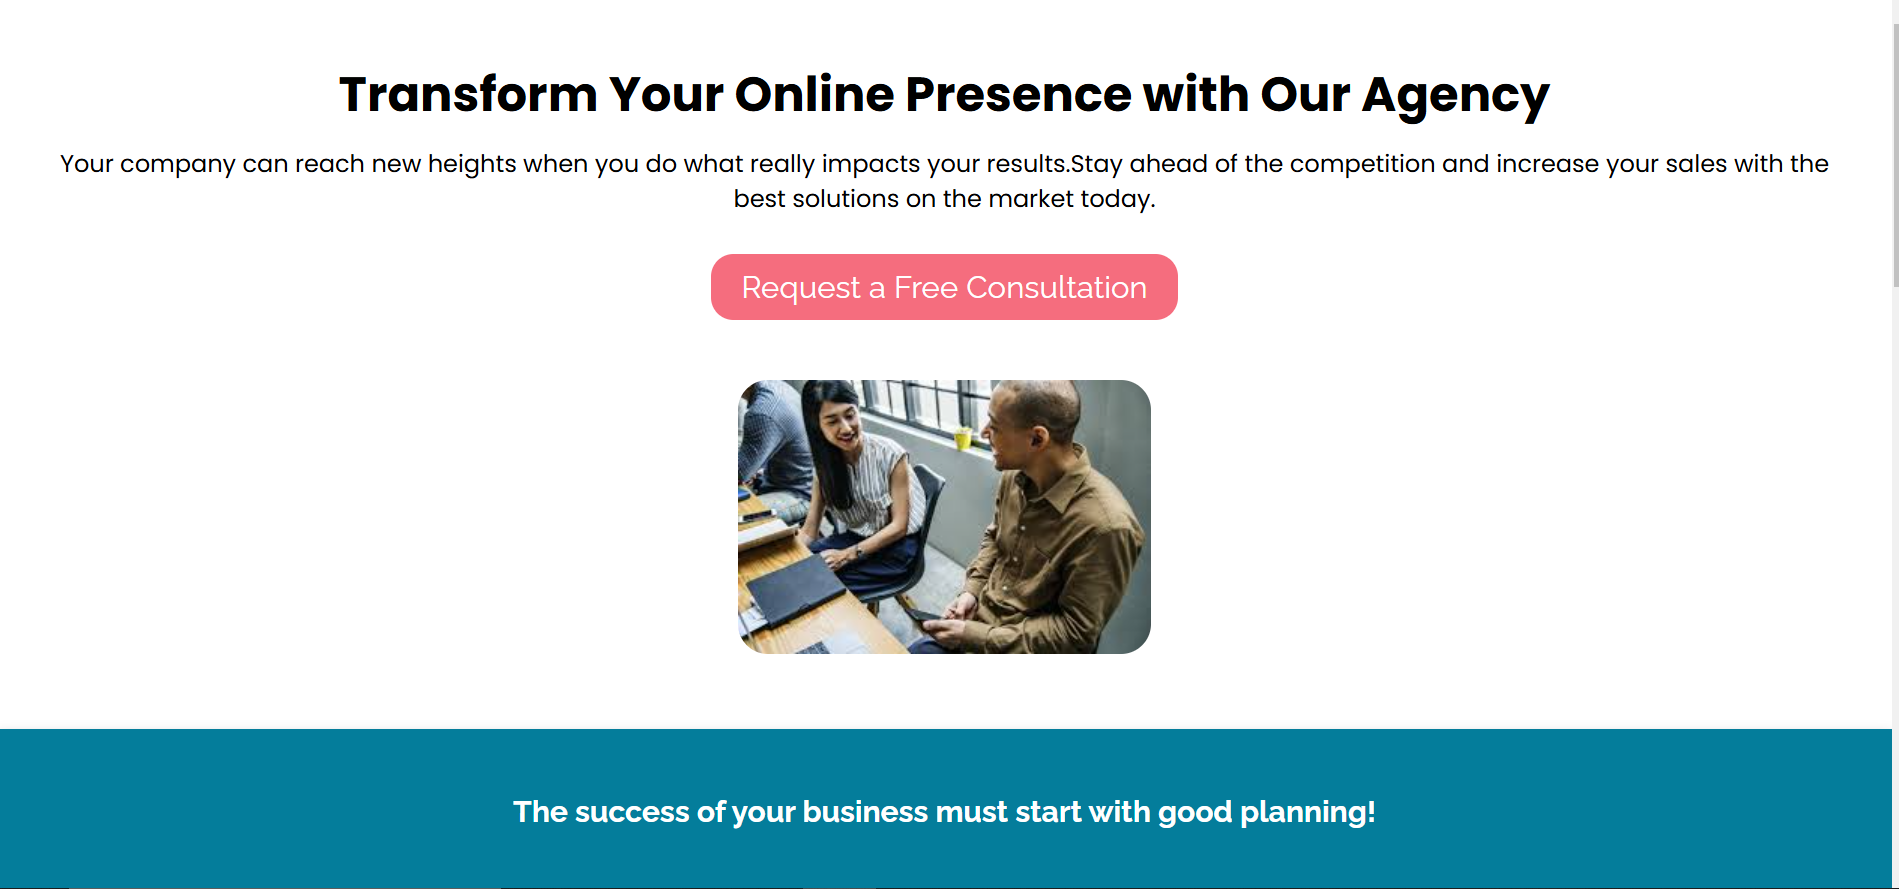 Transform Your Online Presence with Our Agency
Your company can reach new heights when you do what really impacts your results.Stay ahead of the competition and increase your sales with the
best solutions on the market today.
Request a Free Consultation
The success of your business must start with good planning!